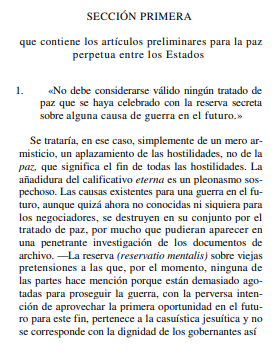 SECCIÓN PRIMERA
que contiene los artículos preliminares para la paz
perpetua entre los Estados
1. «No debe considerarse válido ningún tratado de
paz que se haya celebrado con la reserva secreta
sobre alguna causa de guerra en el futuro.»
Se trataría, en ese caso, simplemente de un mero ar-
misticio, un aplazamiento de las hostilidades, no de la
paz, que significa el fin de todas las hostilidades. La
añadidura del calificativo eterna es un pleonasmo sos-
pechoso. Las causas existentes para una guerra en el fu-
turo, aunque quizá ahora no conocidas ni siquiera para
los negociadores, se destruyen en su conjunto por el
tratado de paz, por mucho que pudieran aparecer en
una penetrante investigación de los documentos de
archivo. —La reserva (reservatio mentalis) sobre viejas
pretensiones a las que, por el momento, ninguna de
las partes hace mención porque están demasiado ago-
tadas para proseguir la guerra, con la perversa inten-
ción de aprovechar la primera oportunidad en el futu-
ro para este fin, pertenece a la casuística jesuítica y no
se corresponde con la dignidad de los gobernantes así